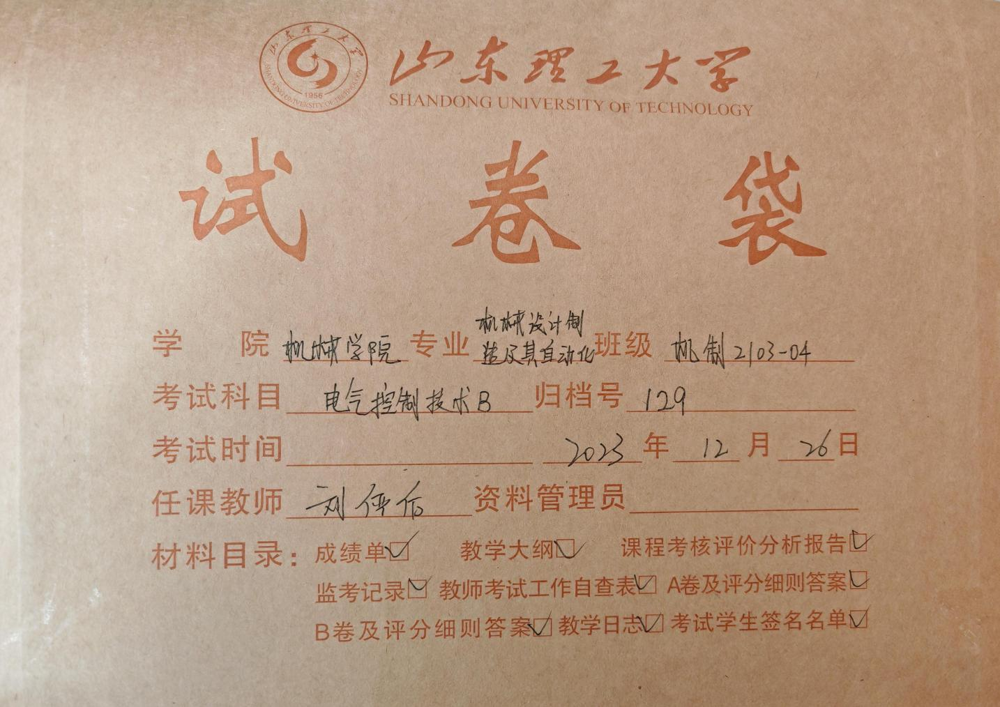 山东理工大学
SHANDONG UNIVERSITY OF TECHNOLOGY
1956
山东理工大学
SHANDONG UNIVERSITY OF TECHNOLOGY
试卷袋
学院 机械学院 专业 机械设计制造及其自动化 班级 机制2103-04
考试科目 电气控制技术B 归档号 129
考试时间 2023年12月26日
任课教师 刘 资料管理员
材料目录：成绩单☑ 教学大纲☑ 课程考核评价分析报告☑
监考记录☑ 教师考试工作自查表☑ A卷及评分细则答案☑
B卷及评分细则答案☑ 教学日志☑ 考试学生签名名单☑